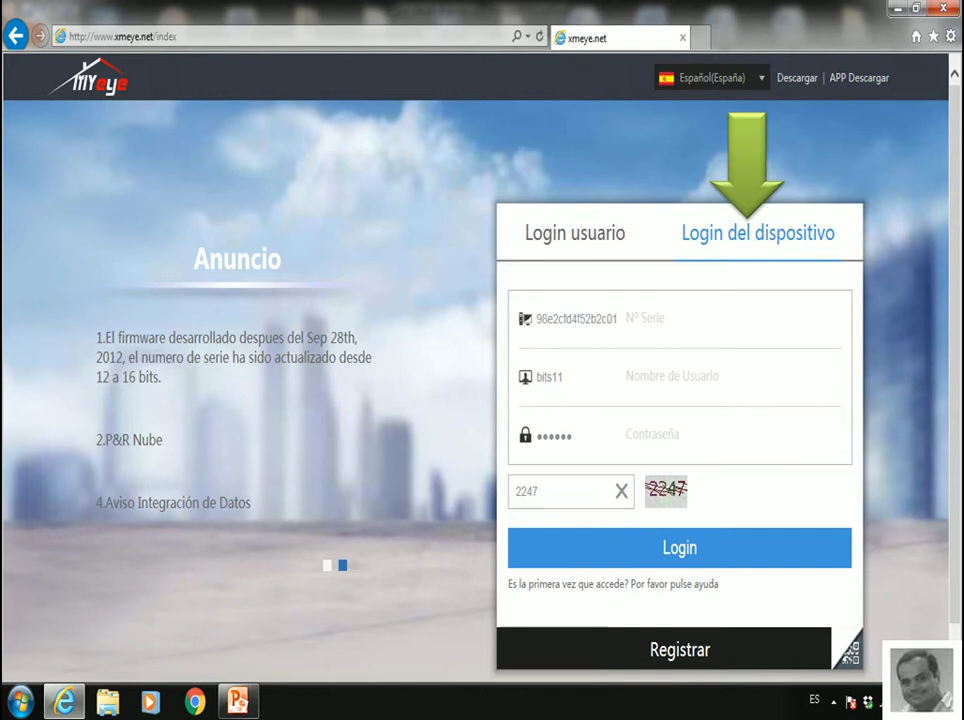 http://www.xmeye.net/index
xmeye.net
XMeye
Español(España)
Descargar | APP Descargar
Login usuario
Login del dispositivo
Anuncio
1.El firmware desarrollado despues del Sep 28th,
2012, el numero de serie ha sido actualizado desde
12 a 16 bits.
2.P&R Nube
4.Aviso Integración de Datos
98e2cfd4f52b2c01 Nº Serie
bits11 Nombre de Usuario
•••••• Contraseña
2247 X 2247
Login
Es la primera vez que accede? Por favor pulse ayuda
Registrar
ES